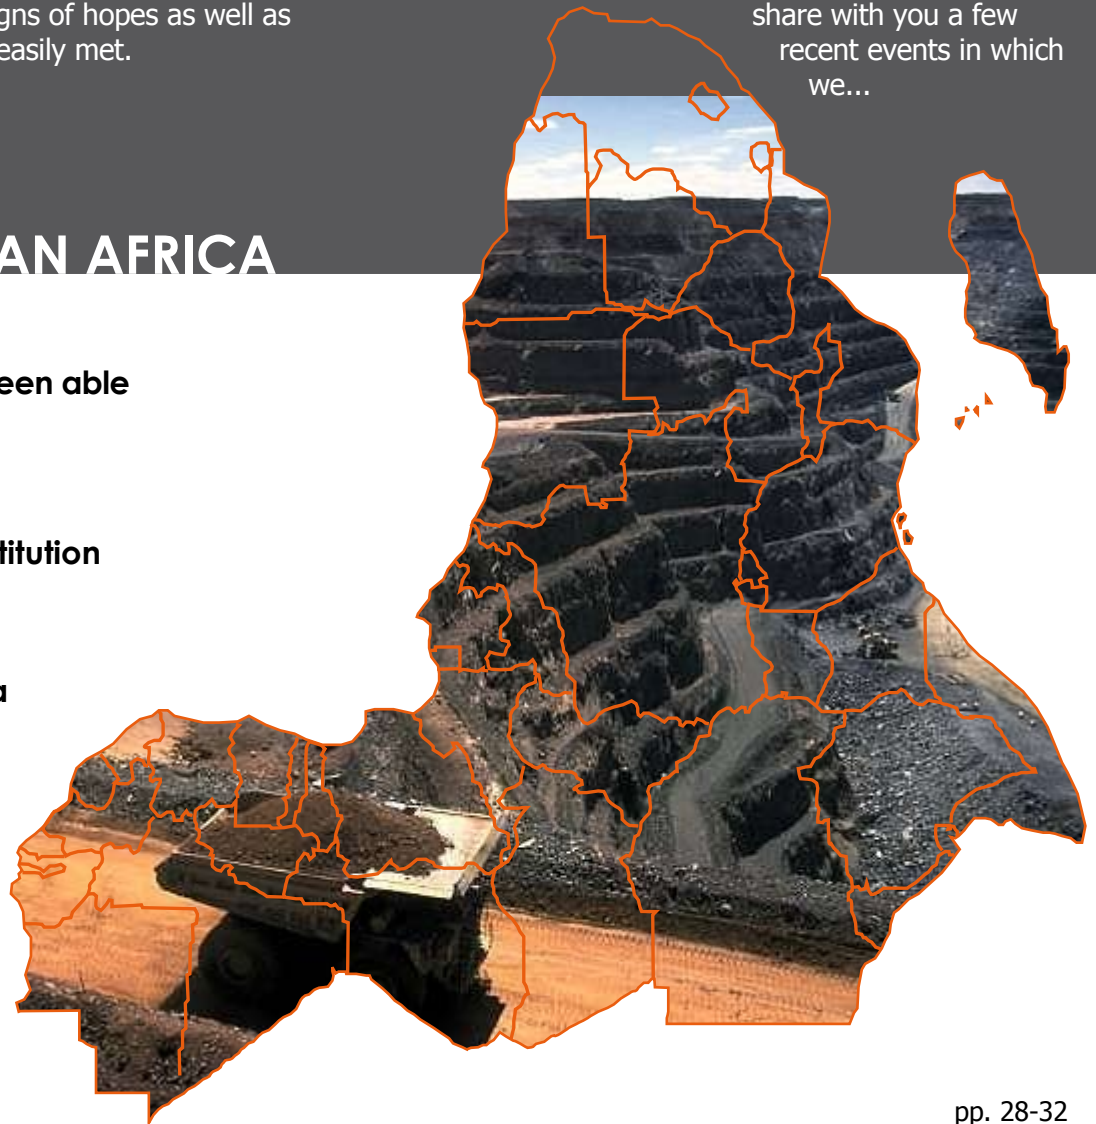 gns of hopes as well as
easily met.
share with you a few
recent events in which
we...
AN AFRICA
een able
titution
a
pp. 28-32